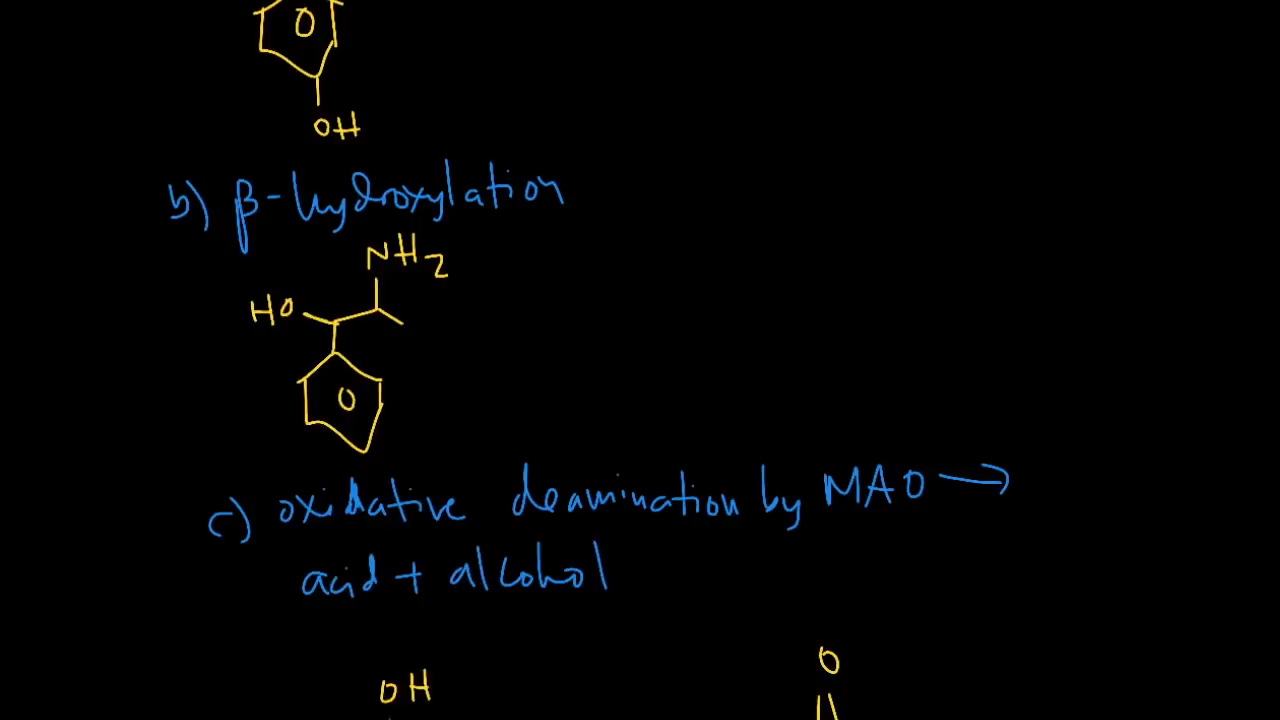 O
OH
b) β-hydroxylation
NH2
HO
O
c) oxidative deamination by MAO →
acid + alcohol
O
OH